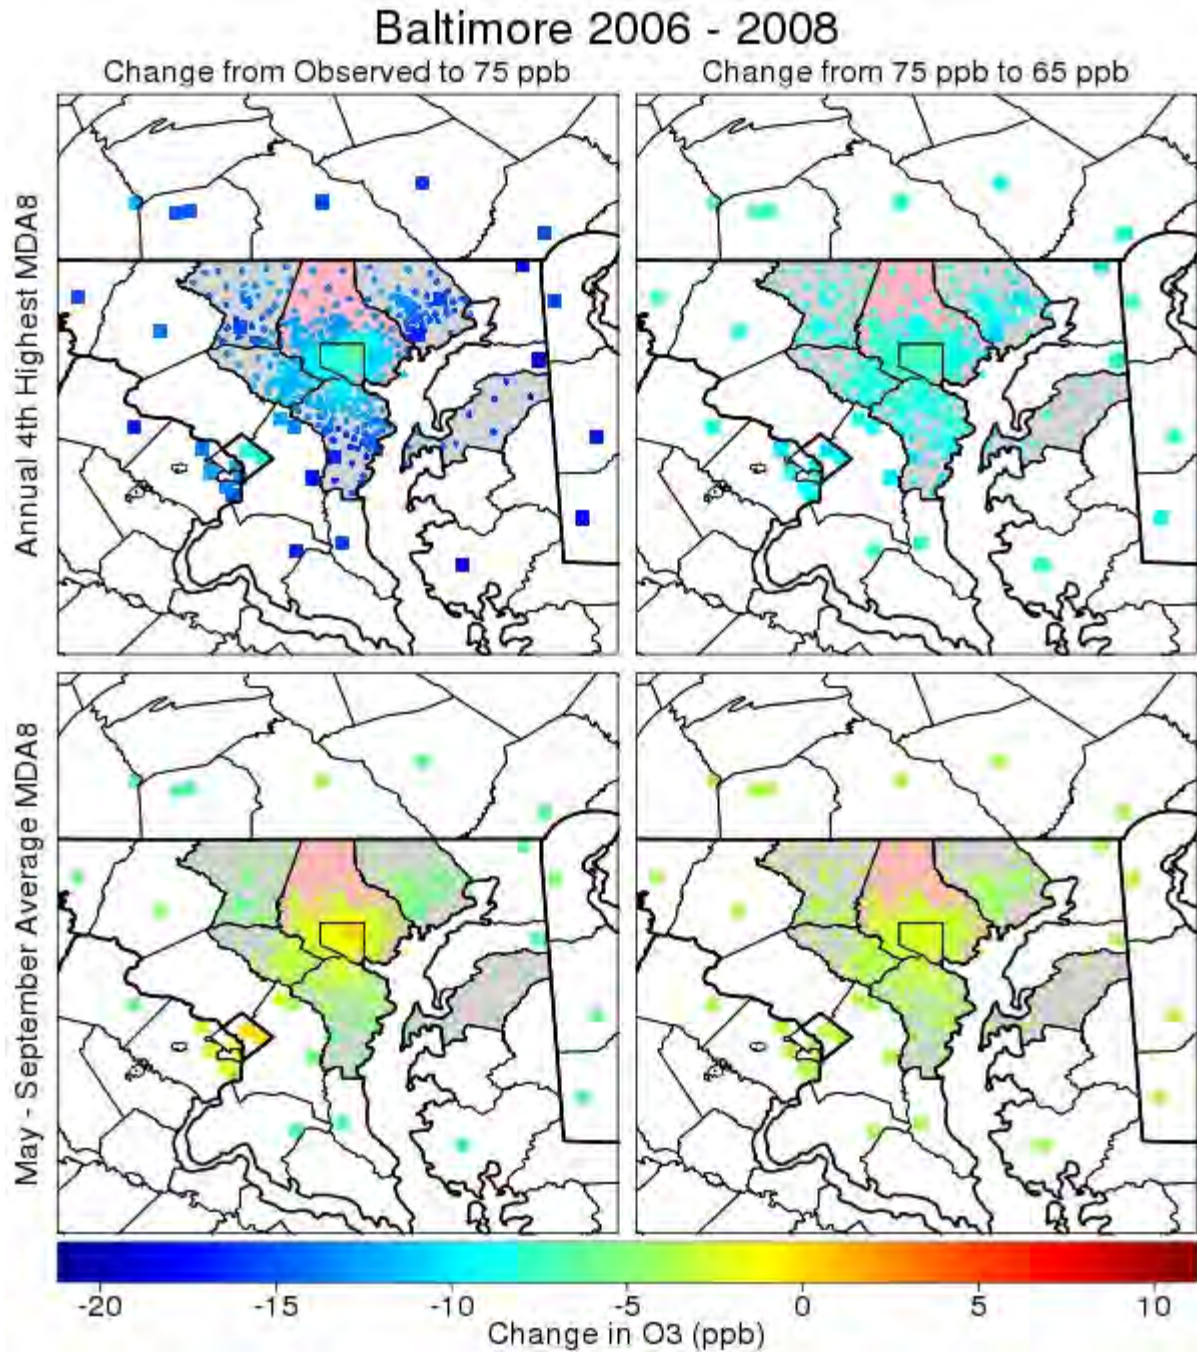 Baltimore 2006 - 2008
Change from Observed to 75 ppb
Change from 75 ppb to 65 ppb
Annual 4th Highest MDA8
May - September Average MDA8
-20 -15 -10 -5 0 5 10
Change in O3 (ppb)